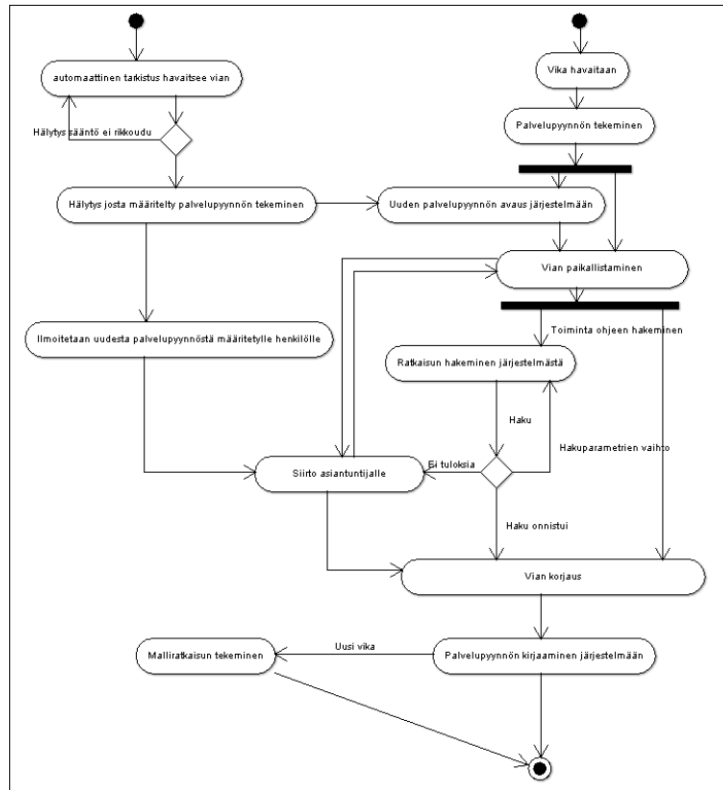 automaattinen tarkistus havaitsee vian
Vika havaitaan
Hälytys sääntö ei rikkoudu
Palvelupyynnön tekeminen
Hälytys josta määritelty palvelupyynnön tekeminen
Uuden palvelupyynnön avaus järjestelmään
Vian paikallistaminen
Ilmoitetaan uudesta palvelupyynnöstä määritetylle henkilölle
Toiminta ohjeen hakeminen
Ratkaisun hakeminen järjestelmästä
Haku
Hakuparametrien vaihto
Ei tuloksia
Siirto asiantuntijalle
Haku onnistui
Vian korjaus
Uusi vika
Malliratkaisun tekeminen
Palvelupyynnön kirjaaminen järjestelmään